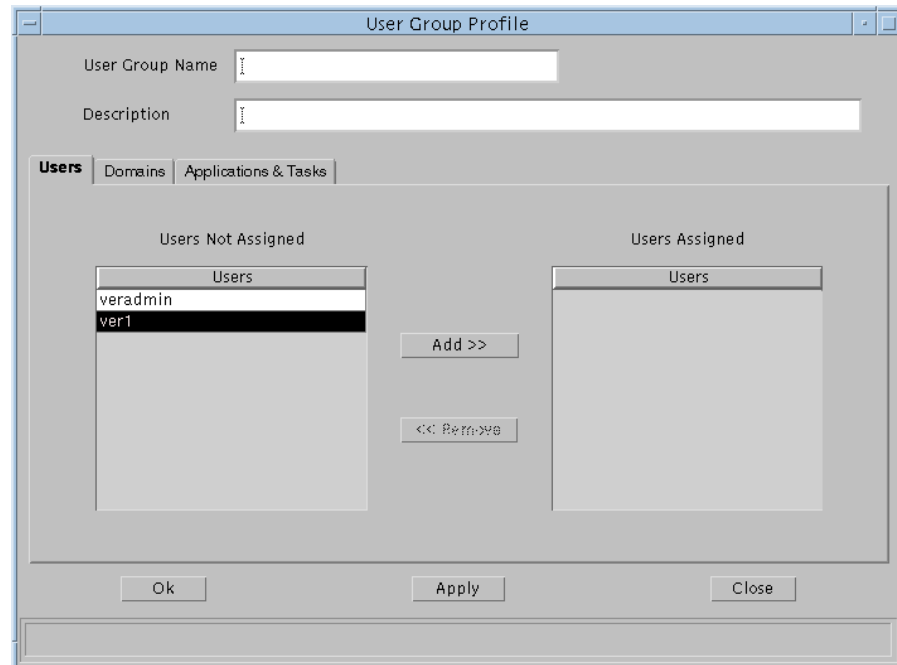 User Group Profile
User Group Name
Description
Users Domains Applications & Tasks
Users Not Assigned Users Assigned
Users Users
veradmin
ver1
Add >>
<< Remove
Ok Apply Close